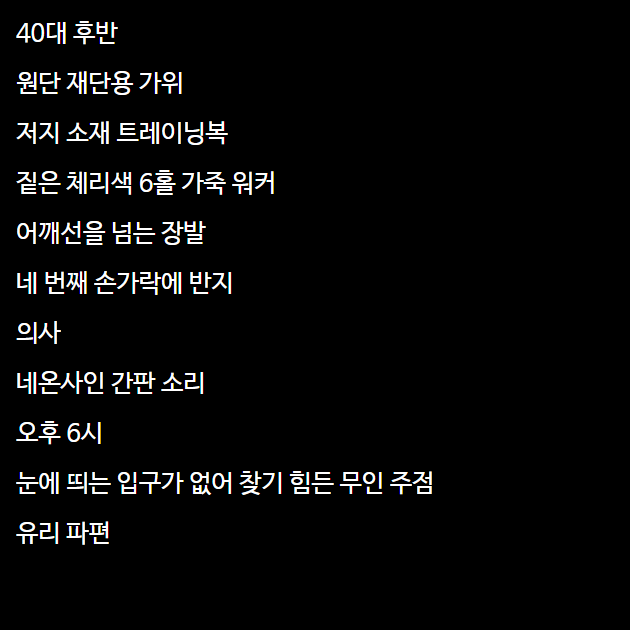 40대 후반
원단 재단용 가위
저지 소재 트레이닝복
짙은 체리색 6홀 가죽 워커
어깨선을 넘는 장발
네 번째 손가락에 반지
의사
네온사인 간판 소리
오후 6시
눈에 띄는 입구가 없어 찾기 힘든 무인 주점
유리 파편